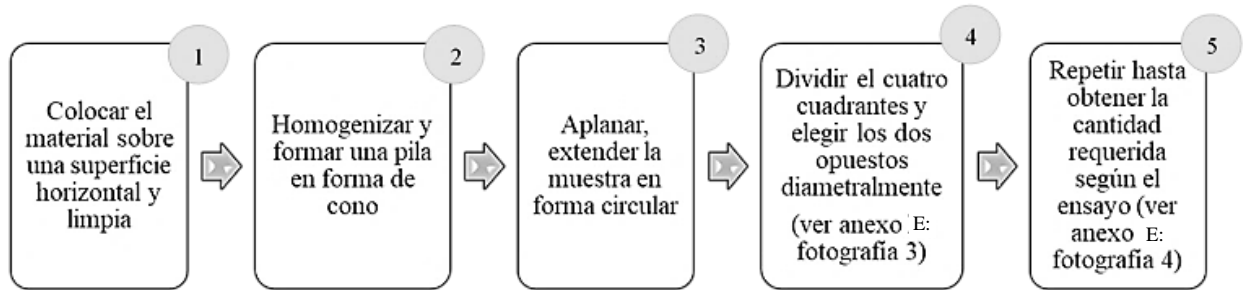 1
Colocar el
material sobre
una superficie
horizontal y
limpia
2
Homogenizar y
formar una pila
en forma de
cono
3
Aplanar,
extender la
muestra en
forma circular
4
Dividir el cuatro
cuadrantes y
elegir los dos
opuestos
diametralmente
(ver anexo E:
fotografía 3)
5
Repetir hasta
obtener la
cantidad
requerida
según el
ensayo (ver
anexo E:
fotografía 4)